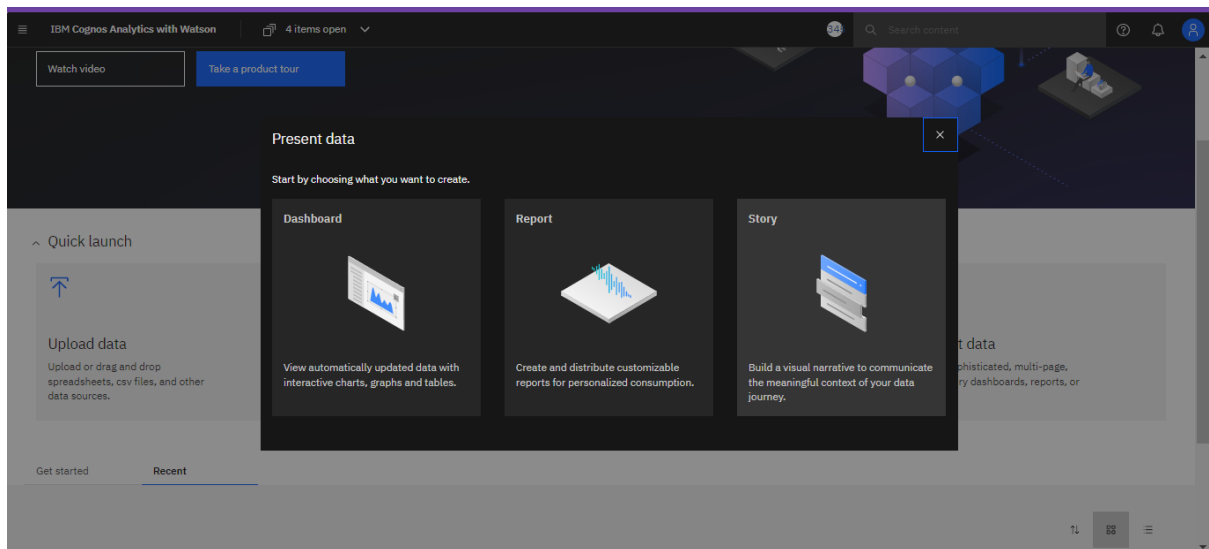 IBM Cognos Analytics with Watson
4 items open
Search content
Watch video
Take a product tour
Present data
Start by choosing what you want to create.
Dashboard
View automatically updated data with
interactive charts, graphs and tables.
Report
Create and distribute customizable
reports for personalized consumption.
Story
Build a visual narrative to communicate
the meaningful context of your data
journey.
Quick launch
Upload data
Upload or drag and drop
spreadsheets, csv files, and other
data sources.
t data
phisticated, multi-page,
ry dashboards, reports, or
Get started
Recent